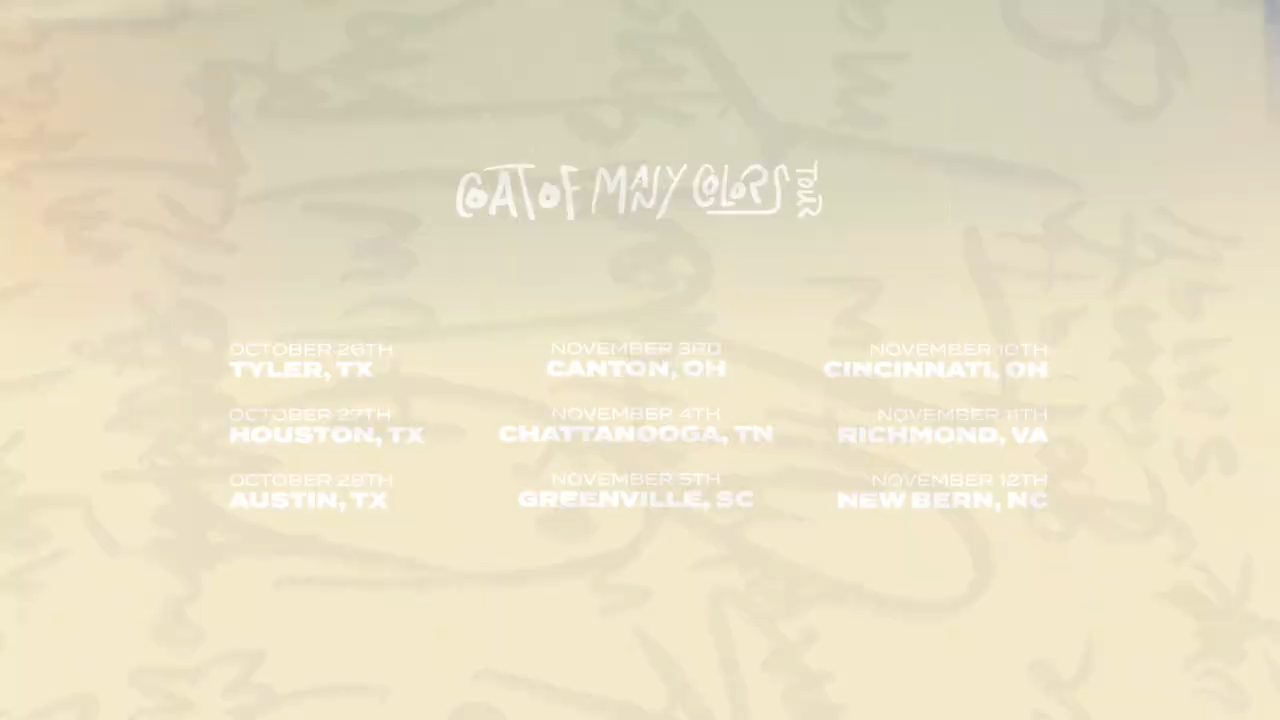 COAT OF MANY COLORS TOUR
OCTOBER 26TH
TYLER, TX
OCTOBER 27TH
HOUSTON, TX
OCTOBER 28TH
AUSTIN, TX
NOVEMBER 3RD
CANTON, OH
NOVEMBER 4TH
CHATTANOOGA, TN
NOVEMBER 5TH
GREENVILLE, SC
NOVEMBER 10TH
CINCINNATI, OH
NOVEMBER 11TH
RICHMOND, VA
NOVEMBER 12TH
NEW BERN, NC